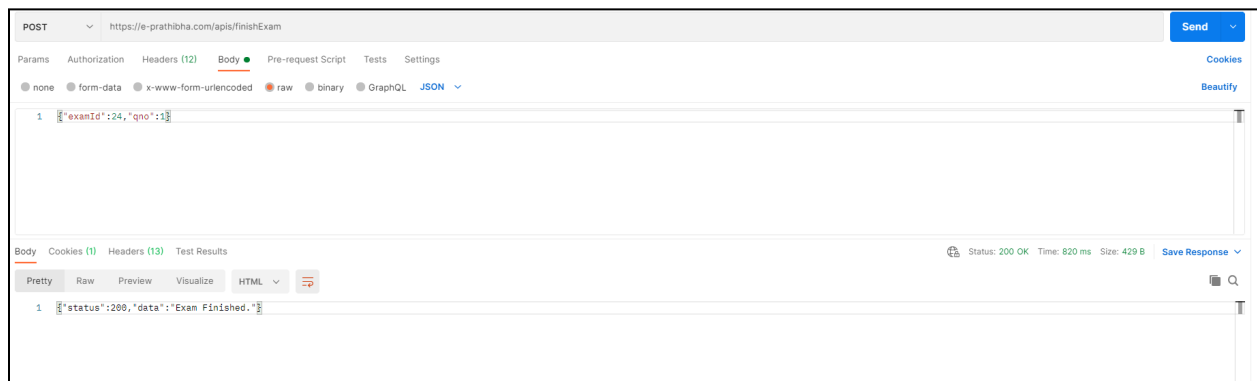 POST https://e-prathibha.com/apis/finishExam Send
Params Authorization Headers (12) Body Pre-request Script Tests Settings Cookies
none form-data x-www-form-urlencoded raw binary GraphQL JSON Beautify
1 {"examId":24,"qno":1}
Body Cookies (1) Headers (13) Test Results Status: 200 OK Time: 820 ms Size: 429 B Save Response
Pretty Raw Preview Visualize HTML
1 {"status":200,"data":"Exam Finished."}